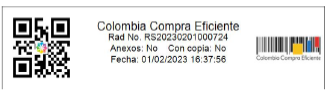 Colombia Compra Eficiente
Rad No. RS20230201000724
Anexos: No Con copia: No
Fecha: 01/02/2023 16:37:56
Colombia Compra Eficiente